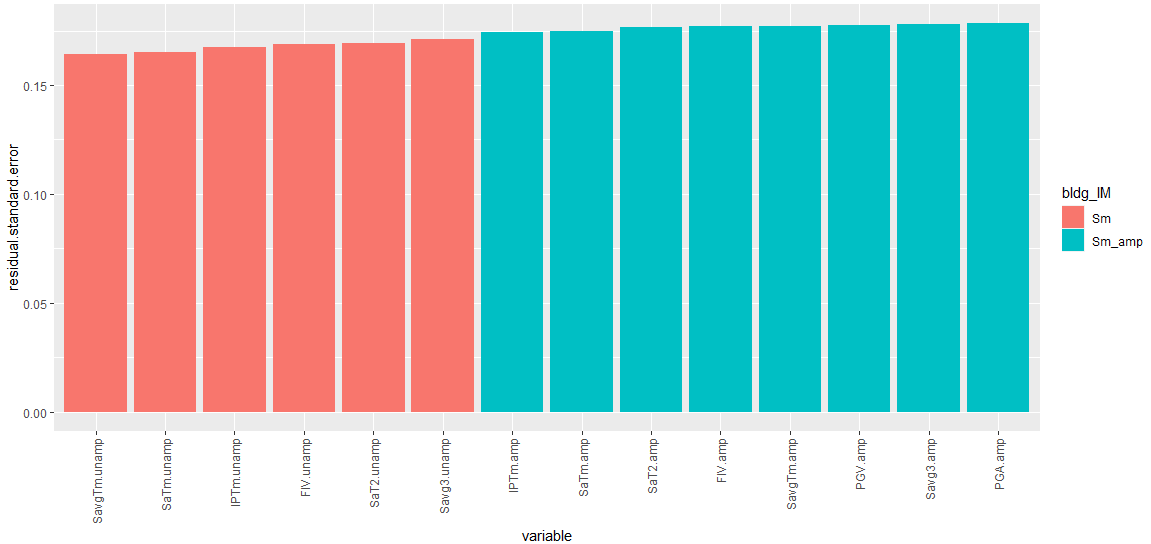 residual.standard.error
0.15
0.10
0.05
0.00
SavgTm.unamp
SaTm.unamp
IPTm.unamp
FIV.unamp
SaT2.unamp
Savg3.unamp
IPTm.amp
SaTm.amp
SaT2.amp
FIV.amp
SavgTm.amp
PGV.amp
Savg3.amp
PGA.amp
variable
bldg_IM
Sm
Sm_amp